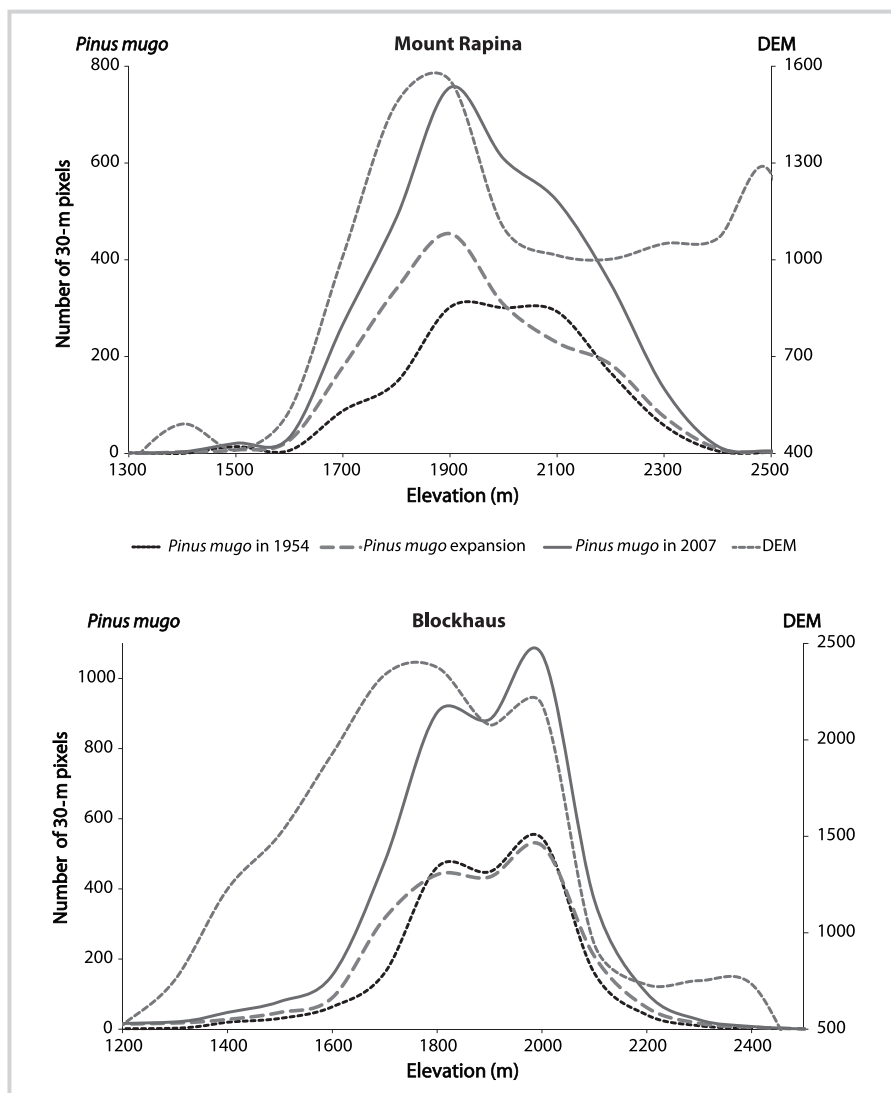 Pinus mugo Mount Rapina DEM
800 1600
600 1300
400 1000
200 700
0 400
Number of 30-m pixels
1300 1500 1700 1900 2100 2300 2500
Elevation (m)
Pinus mugo in 1954 Pinus mugo expansion Pinus mugo in 2007 DEM
Pinus mugo Blockhaus DEM
2500
1000
2000
800
600 1500
400
1000
200
0 500
Number of 30-m pixels
1200 1400 1600 1800 2000 2200 2400
Elevation (m)